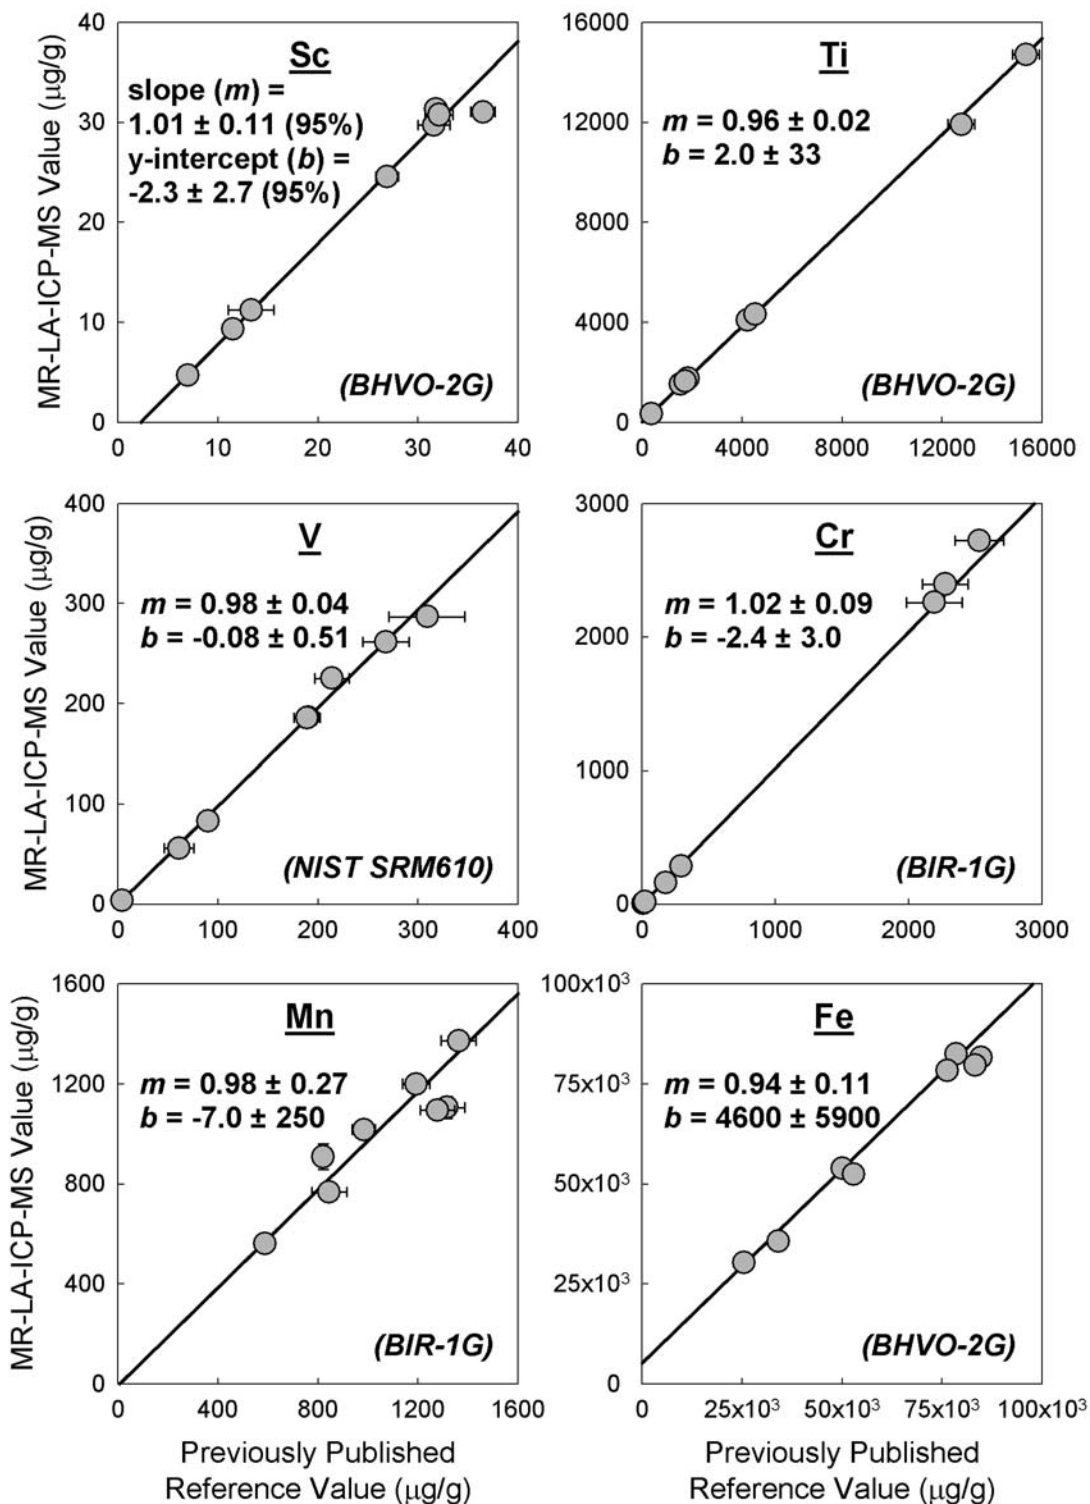 MR-LA-ICP-MS Value (μg/g)
40
30
20
10
0
Sc
slope (m) =
1.01 ± 0.11 (95%)
y-intercept (b) =
-2.3 ± 2.7 (95%)
(BHVO-2G)
0 10 20 30 40
16000
12000
8000
4000
0
Ti
m = 0.96 ± 0.02
b = 2.0 ± 33
(BHVO-2G)
0 4000 8000 12000 16000
MR-LA-ICP-MS Value (μg/g)
400
300
200
100
0
V
m = 0.98 ± 0.04
b = -0.08 ± 0.51
(NIST SRM610)
0 100 200 300 400
3000
2000
1000
0
Cr
m = 1.02 ± 0.09
b = -2.4 ± 3.0
(BIR-1G)
0 1000 2000 3000
MR-LA-ICP-MS Value (μg/g)
1600
1200
800
400
0
Mn
m = 0.98 ± 0.27
b = -7.0 ± 250
(BIR-1G)
0 400 800 1200 1600
Previously Published
Reference Value (μg/g)
100x10³
75x10³
50x10³
25x10³
0
Fe
m = 0.94 ± 0.11
b = 4600 ± 5900
(BHVO-2G)
0 25x10³ 50x10³ 75x10³ 100x10³
Previously Published
Reference Value (μg/g)